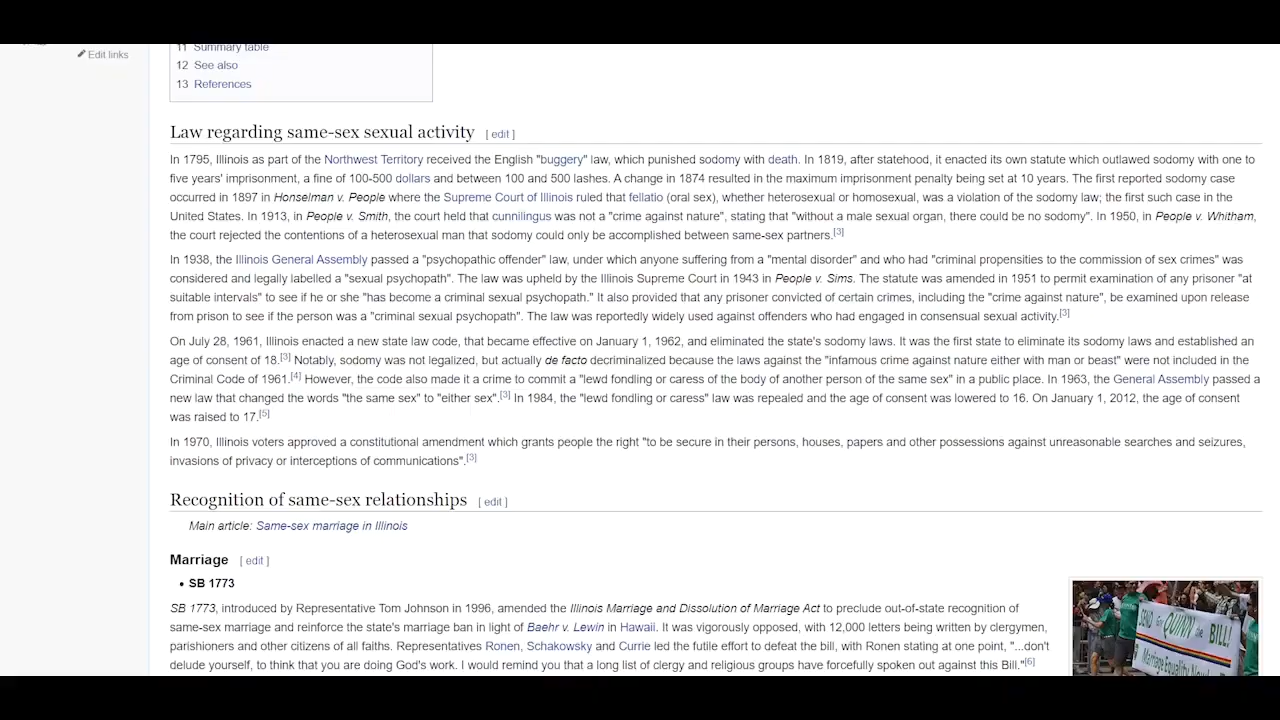 Edit links
11 Summary table
12 See also
13 References
Law regarding same-sex sexual activity [ edit ]
In 1795, Illinois as part of the Northwest Territory received the English "buggery" law, which punished sodomy with death. In 1819, after statehood, it enacted its own statute which outlawed sodomy with one to
five years' imprisonment, a fine of 100-500 dollars and between 100 and 500 lashes. A change in 1874 resulted in the maximum imprisonment penalty being set at 10 years. The first reported sodomy case
occurred in 1897 in Honselman v. People where the Supreme Court of Illinois ruled that fellatio (oral sex), whether heterosexual or homosexual, was a violation of the sodomy law; the first such case in the
United States. In 1913, in People v. Smith, the court held that cunnilingus was not a "crime against nature", stating that "without a male sexual organ, there could be no sodomy". In 1950, in People v. Whitham,
the court rejected the contentions of a heterosexual man that sodomy could only be accomplished between same-sex partners.[3]
In 1938, the Illinois General Assembly passed a "psychopathic offender" law, under which anyone suffering from a "mental disorder" and who had "criminal propensities to the commission of sex crimes" was
considered and legally labelled a "sexual psychopath". The law was upheld by the Illinois Supreme Court in 1943 in People v. Sims. The statute was amended in 1951 to permit examination of any prisoner "at
suitable intervals" to see if he or she "has become a criminal sexual psychopath." It also provided that any prisoner convicted of certain crimes, including the "crime against nature", be examined upon release
from prison to see if the person was a "criminal sexual psychopath". The law was reportedly widely used against offenders who had engaged in consensual sexual activity.[3]
On July 28, 1961, Illinois enacted a new state law code, that became effective on January 1, 1962, and eliminated the state's sodomy laws. It was the first state to eliminate its sodomy laws and established an
age of consent of 18.[3] Notably, sodomy was not legalized, but actually de facto decriminalized because the laws against the "infamous crime against nature either with man or beast" were not included in the
Criminal Code of 1961.[4] However, the code also made it a crime to commit a "lewd fondling or caress of the body of another person of the same sex" in a public place. In 1963, the General Assembly passed a
new law that changed the words "the same sex" to "either sex".[3] In 1984, the "lewd fondling or caress" law was repealed and the age of consent was lowered to 16. On January 1, 2012, the age of consent
was raised to 17.[5]
In 1970, Illinois voters approved a constitutional amendment which grants people the right "to be secure in their persons, houses, papers and other possessions against unreasonable searches and seizures,
invasions of privacy or interceptions of communications".[3]
Recognition of same-sex relationships [ edit ]
Main article: Same-sex marriage in Illinois
Marriage [ edit ]
• SB 1773
SB 1773, introduced by Representative Tom Johnson in 1996, amended the Illinois Marriage and Dissolution of Marriage Act to preclude out-of-state recognition of
same-sex marriage and reinforce the state's marriage ban in light of Baehr v. Lewin in Hawaii. It was vigorously opposed, with 12,000 letters being written by clergymen,
parishioners and other citizens of all faiths. Representatives Ronen, Schakowsky and Currie led the futile effort to defeat the bill, with Ronen stating at one point, "...don't
delude yourself, to think that you are doing God's work. I would remind you that a long list of clergy and religious groups have forcefully spoken out against this Bill."[6]
QUINN the BILL!
Marriage Equality